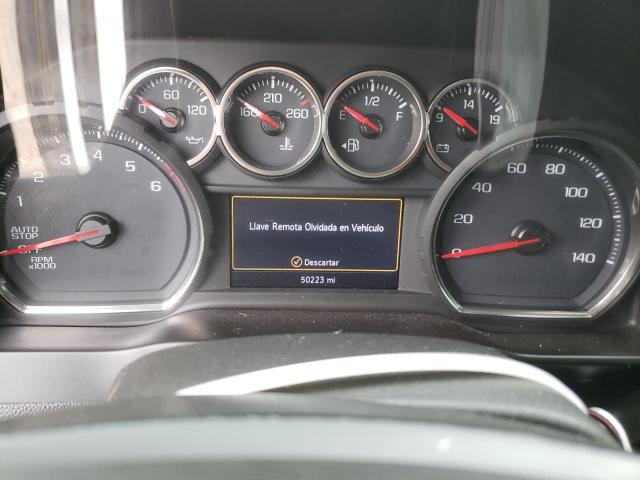 0 60 120
160 210 260
E 1/2 F
9 14 19
1 2 3 4 5 6
AUTO
STOP
OFF
RPM
x1000
Llave Remota Olvidada en Vehículo
Descartar
50223 mi
0 20 40 60 80 100 120 140